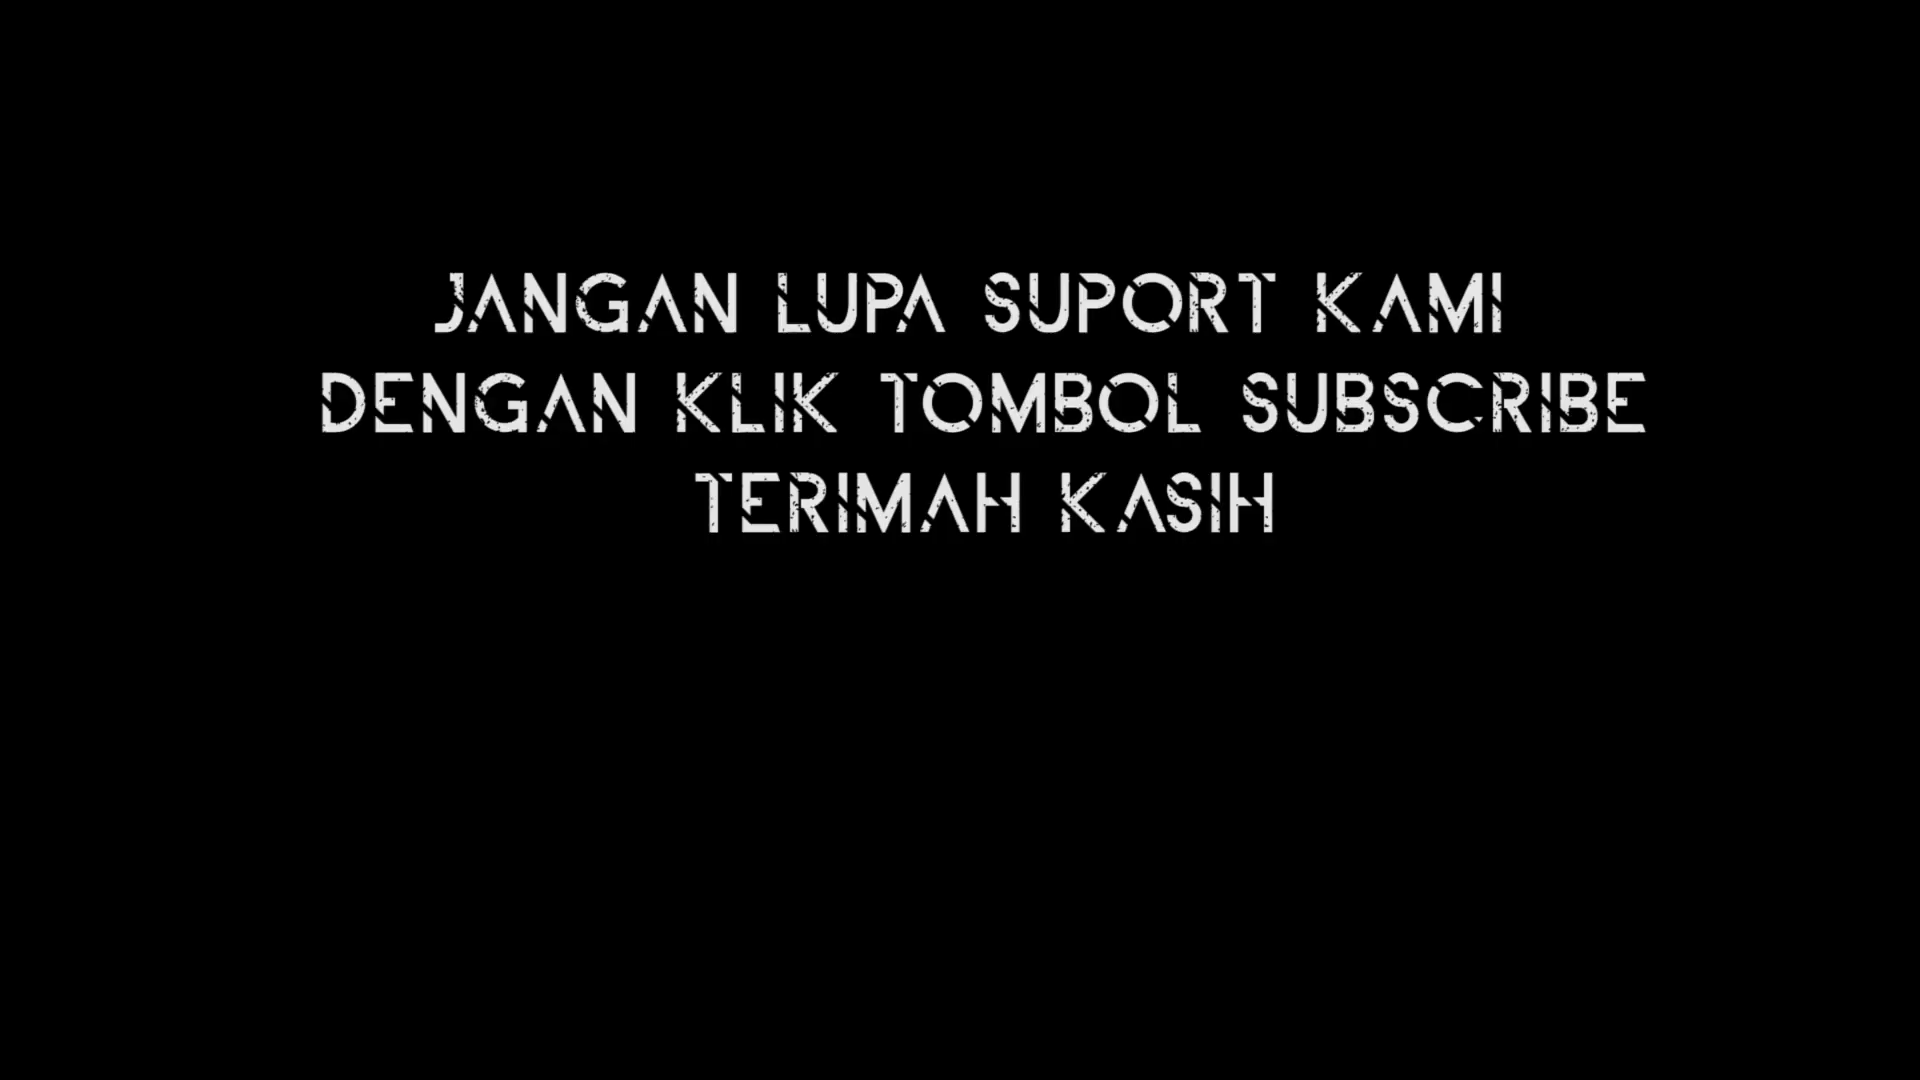 JANGAN LUPA SUPORT KAMI
DENGAN KLIK TOMBOL SUBSCRIBE
TERIMAH KASIH